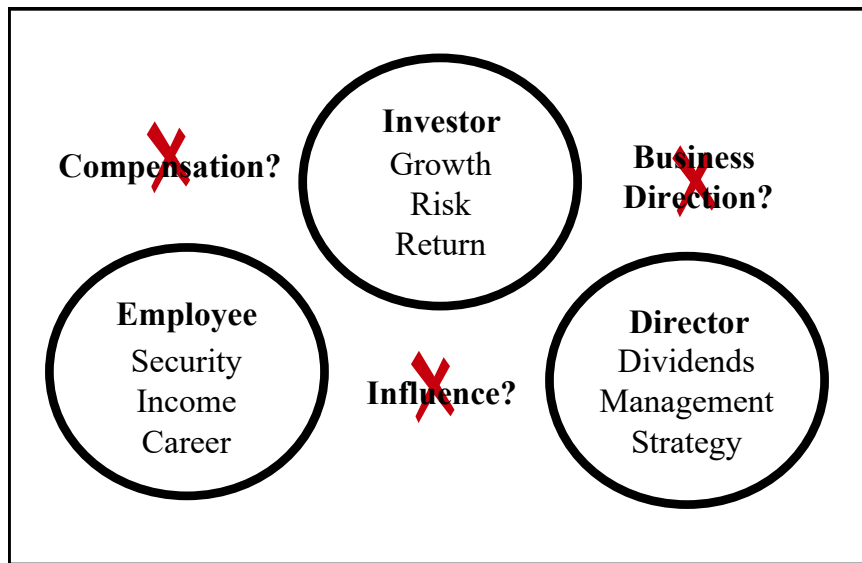 Compensation?
Investor
Growth
Risk
Return
Business
Direction?
Employee
Security
Income
Career
Influence?
Director
Dividends
Management
Strategy